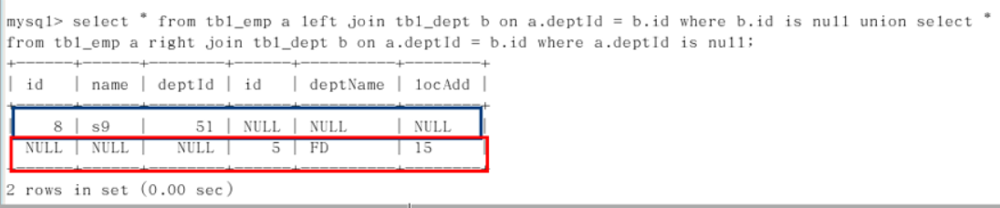 mysql> select * from tbl_emp a left join tbl_dept b on a.deptId = b.id where b.id is null union select *
from tbl_emp a right join tbl_dept b on a.deptId = b.id where a.deptId is null;
+------+------+--------+------+----------+--------+
| id | name | deptId | id | deptName | locAdd |
+------+------+--------+------+----------+--------+
| 8 | s9 | 51 | NULL | NULL | NULL |
| NULL | NULL | NULL | 5 | FD | 15 |
+------+------+--------+------+----------+--------+
2 rows in set (0.00 sec)